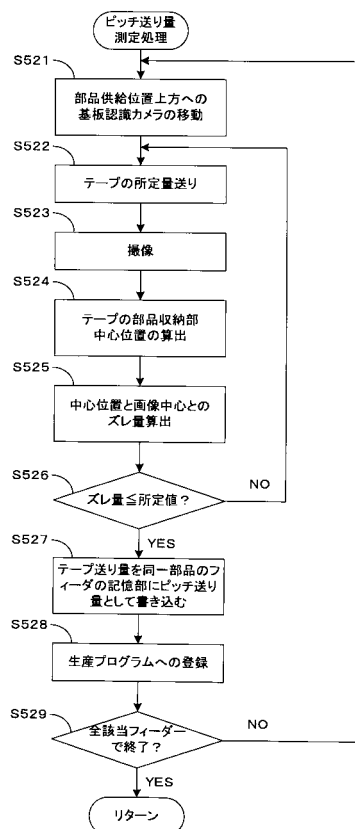 ピッチ送り量
測定処理
S521
部品供給位置上方への
基板認識カメラの移動
S522
テープの所定量送り
S523
撮像
S524
テープの部品収納部
中心位置の算出
S525
中心位置と画像中心との
ズレ量算出
S526
ズレ量≦所定値？
NO
YES
S527
テープ送り量を同一部品のフ
ィーダの記憶部にピッチ送り
量として書き込む
S528
生産プログラムへの登録
S529
全該当フィーダー
で終了？
NO
YES
リターン